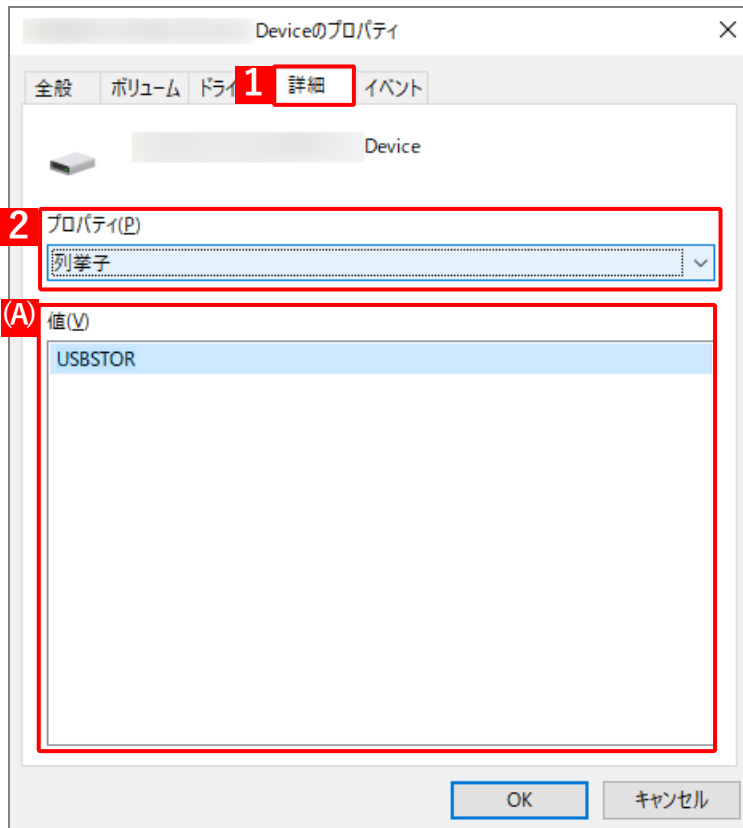 Deviceのプロパティ
全般 ボリューム ドライ 1 詳細 イベント
Device
2 プロパティ(P)
列挙子
(A) 値(V)
USBSTOR
OK キャンセル